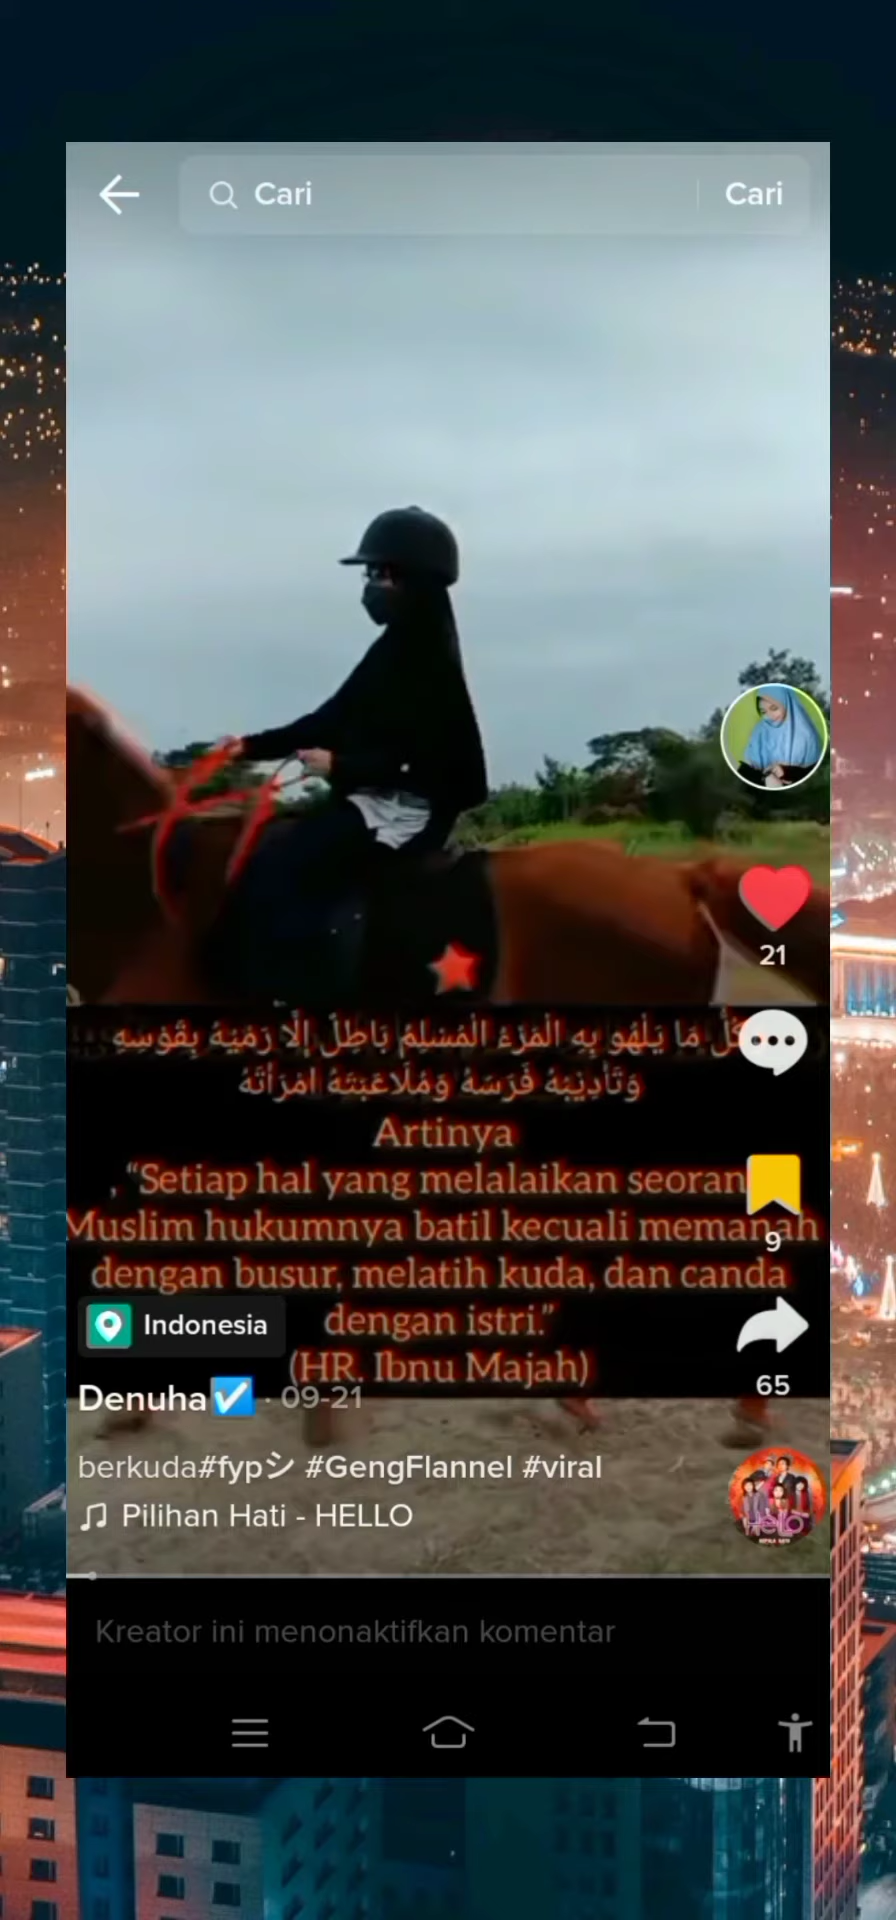 Cari
Cari
كُلُّ مَا يَلْهُو بِهِ الْمَرْءُ الْمُسْلِمُ بَاطِلٌ إِلَّا رَمْيَهُ بِقَوْسِهِ
وَتَأْدِيْبَهُ فَرَسَهُ وَمُلَاعَبَتَهُ امْرَأَتَهُ
Artinya
, “Setiap hal yang melalaikan seoran
Muslim hukumnya batil kecuali memanah
dengan busur, melatih kuda, dan canda
dengan istri.”
(HR. Ibnu Majah)
21
9
65
Indonesia
Denuha · 09-21
berkuda#fypシ #GengFlannel #viral
Pilihan Hati - HELLO
Hello
Kreator ini menonaktifkan komentar